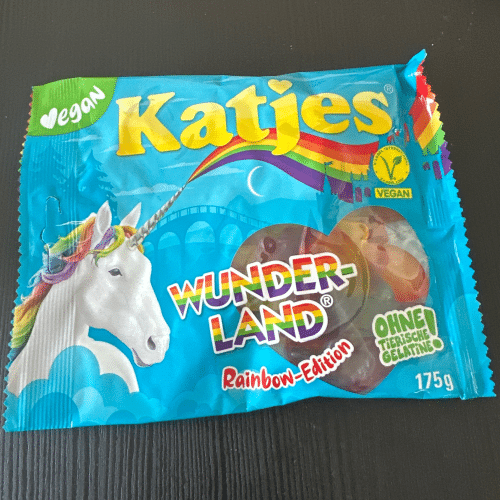 Vegan
Katjes®
V
VEGAN
WUNDER-
LAND®
Rainbow-Edition
OHNE
TIERISCHE
GELATINE!
175g